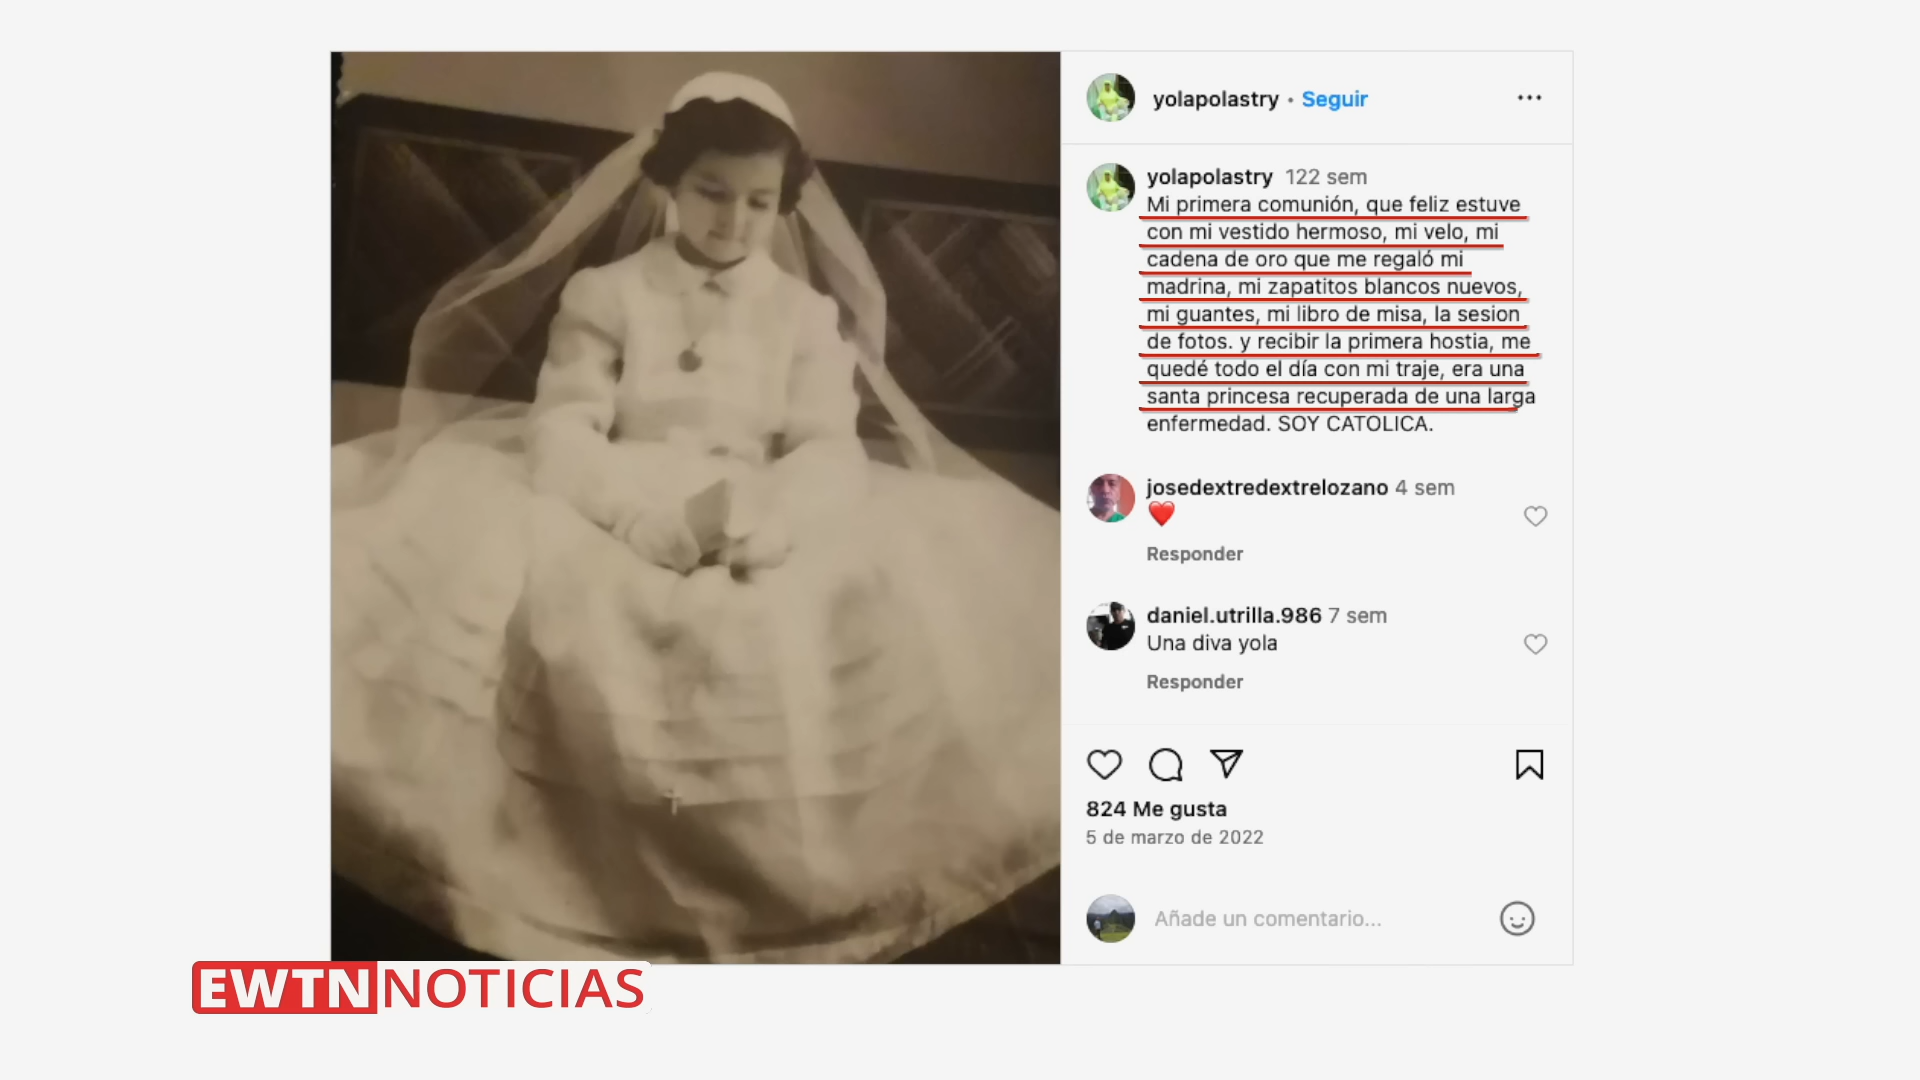 yolapolastry • Seguir
yolapolastry 122 sem
Mi primera comunión, que feliz estuve
con mi vestido hermoso, mi velo, mi
cadena de oro que me regaló mi
madrina, mi zapatitos blancos nuevos,
mi guantes, mi libro de misa, la sesion
de fotos. y recibir la primera hostia, me
quedé todo el día con mi traje, era una
santa princesa recuperada de una larga
enfermedad. SOY CATOLICA.
josedextredextrelozano 4 sem
❤️
Responder
daniel.utrilla.986 7 sem
Una diva yola
Responder
824 Me gusta
5 de marzo de 2022
Añade un comentario...
EWTN NOTICIAS